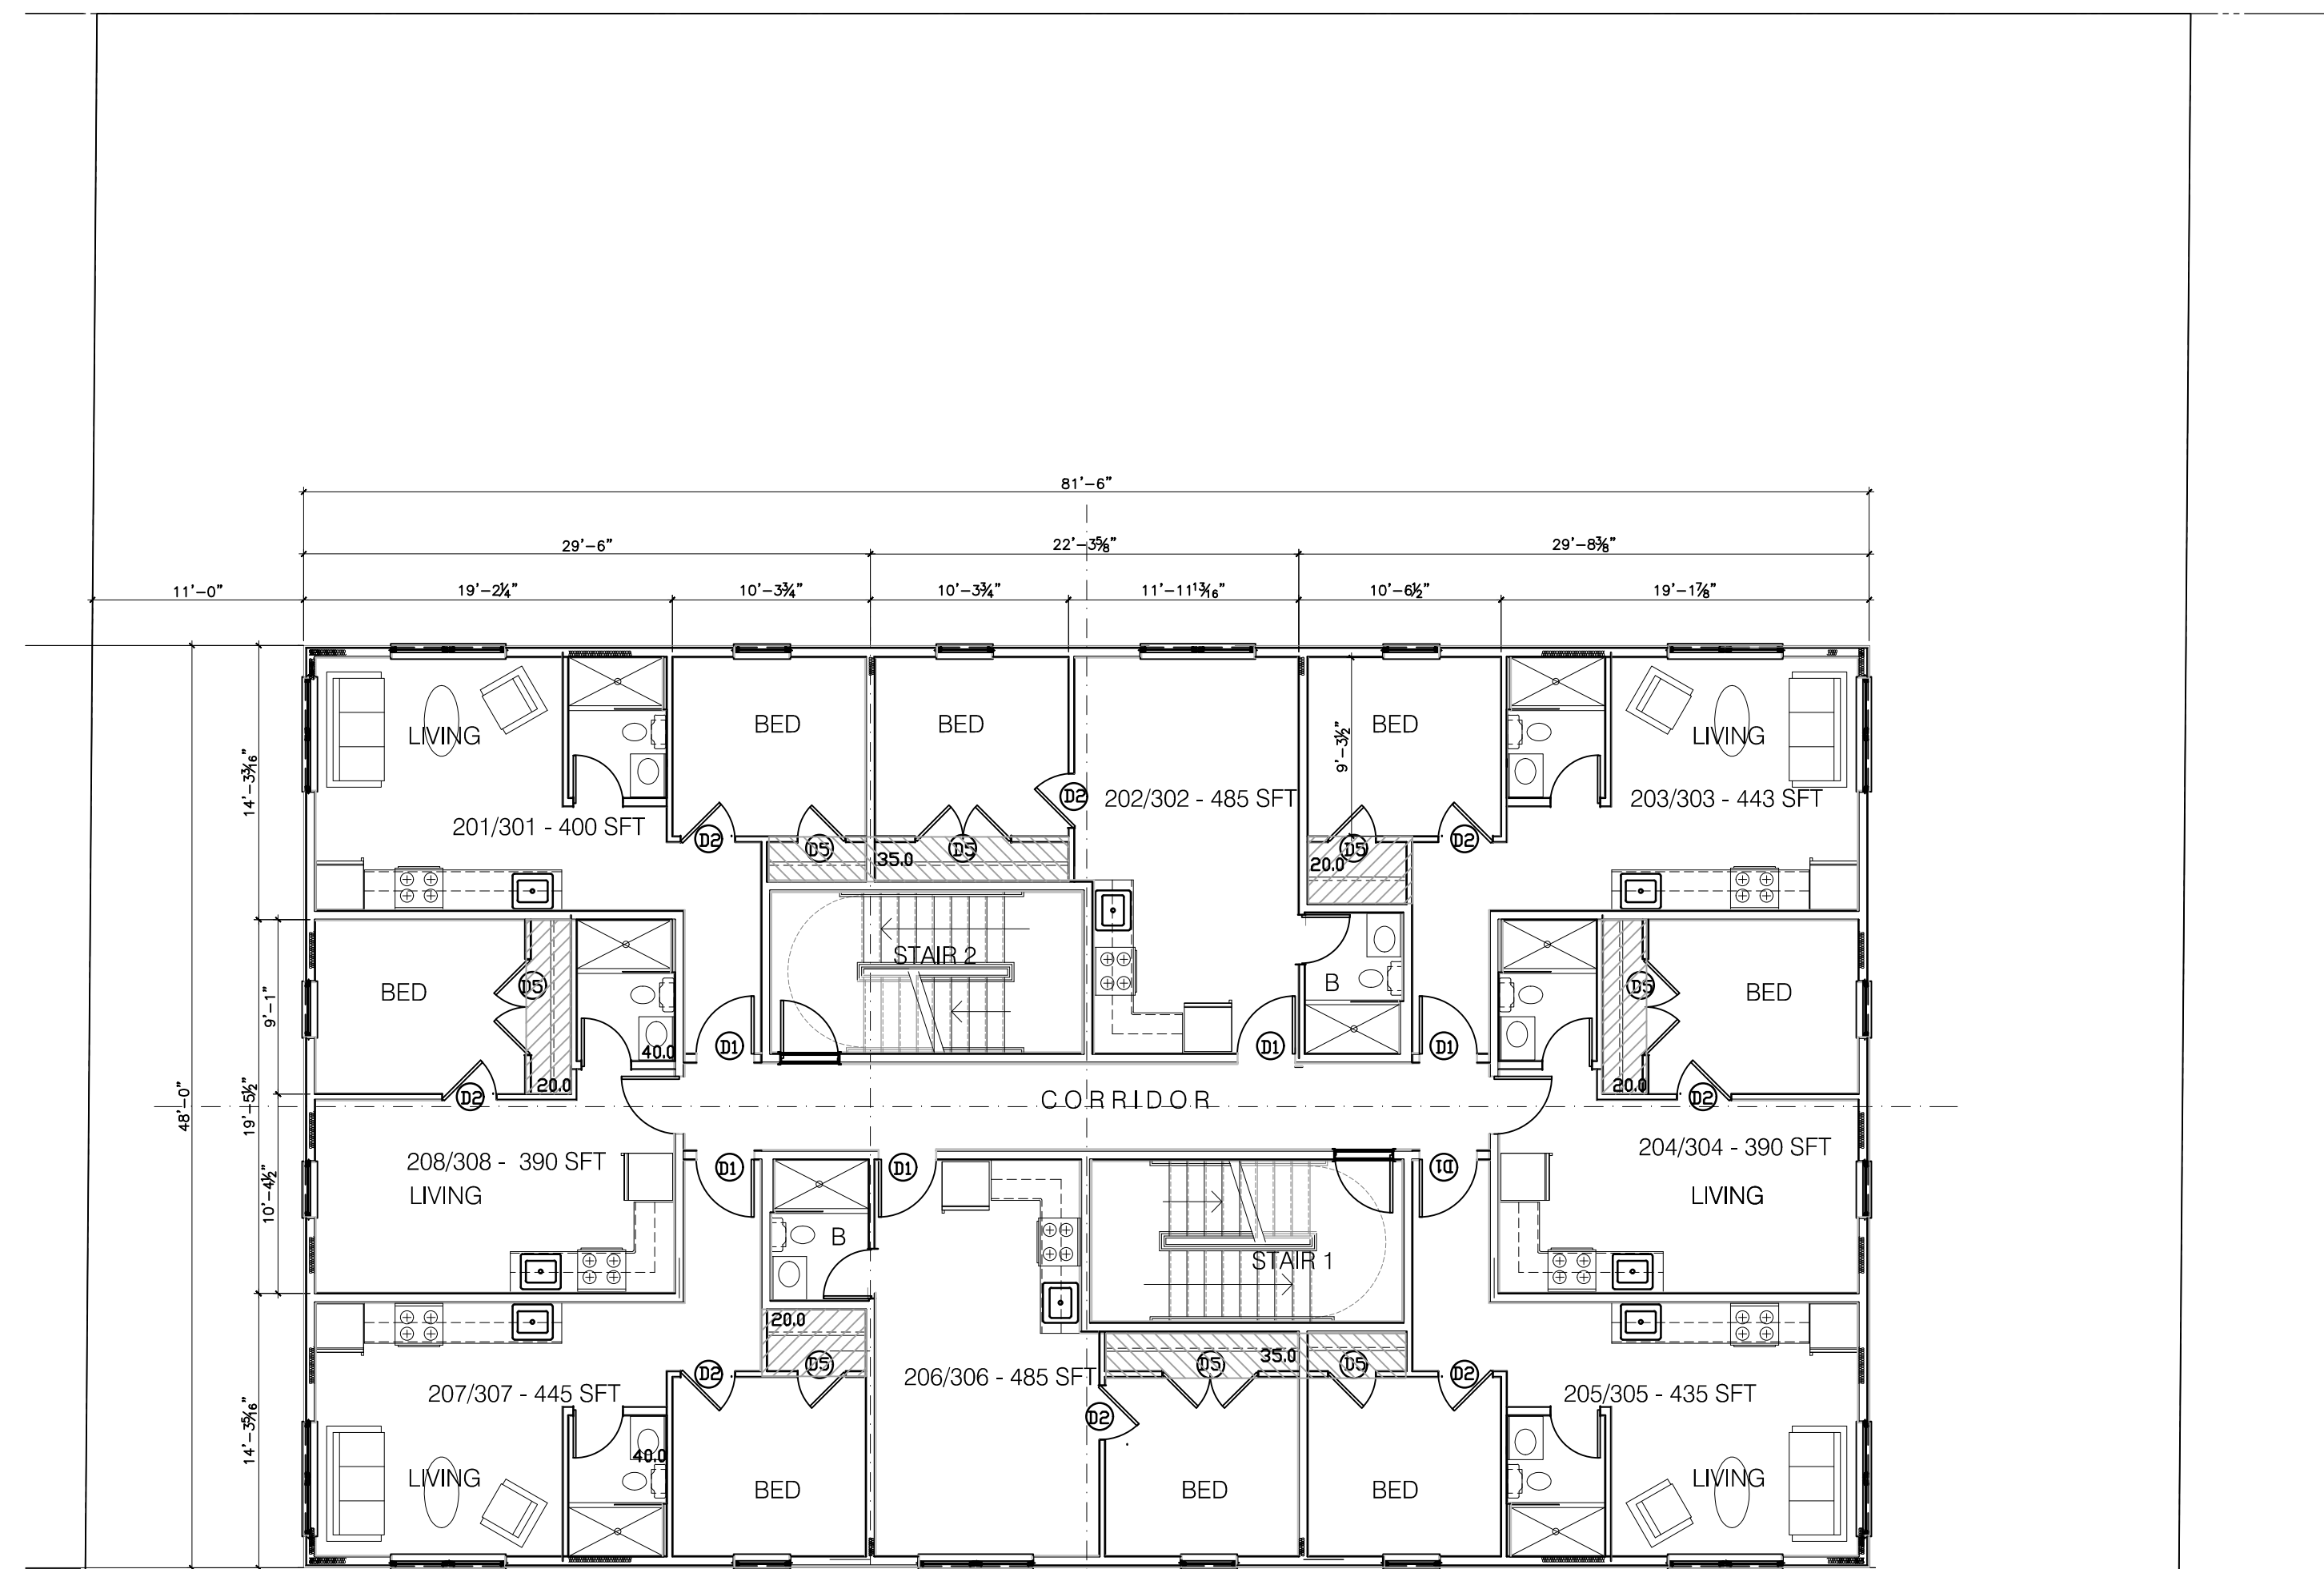 81'-6"
29'-6"
22'-3⅝"
29'-8⅜"
11'-0"
19'-2¼"
10'-3¾"
10'-3¾"
11'-11¹³⁄₁₆"
10'-6½"
19'-1⅞"
BED
BED
BED
LIVING
LIVING
9'-3½"
14'-3³⁄₁₆"
D2
202/302 - 485 SFT
203/303 - 443 SFT
201/301 - 400 SFT
D2
D5
D5
D5
D2
35.0
20.0
STAIR 2
BED
D5
B
D5
BED
9'-1"
40.0
D1
D1
D1
20.0
20.0
D2
D2
CORRIDOR
48'-0"
19'-5½"
204/304 - 390 SFT
208/308 - 390 SFT
D1
D1
D1
LIVING
LIVING
10'-4½"
B
STAIR 1
20.0
35.0
D2
D5
D5
D5
D2
206/306 - 485 SFT
207/307 - 445 SFT
205/305 - 435 SFT
D2
14'-3⁵⁄₁₆"
40.0
LIVING
LIVING
BED
BED
BED